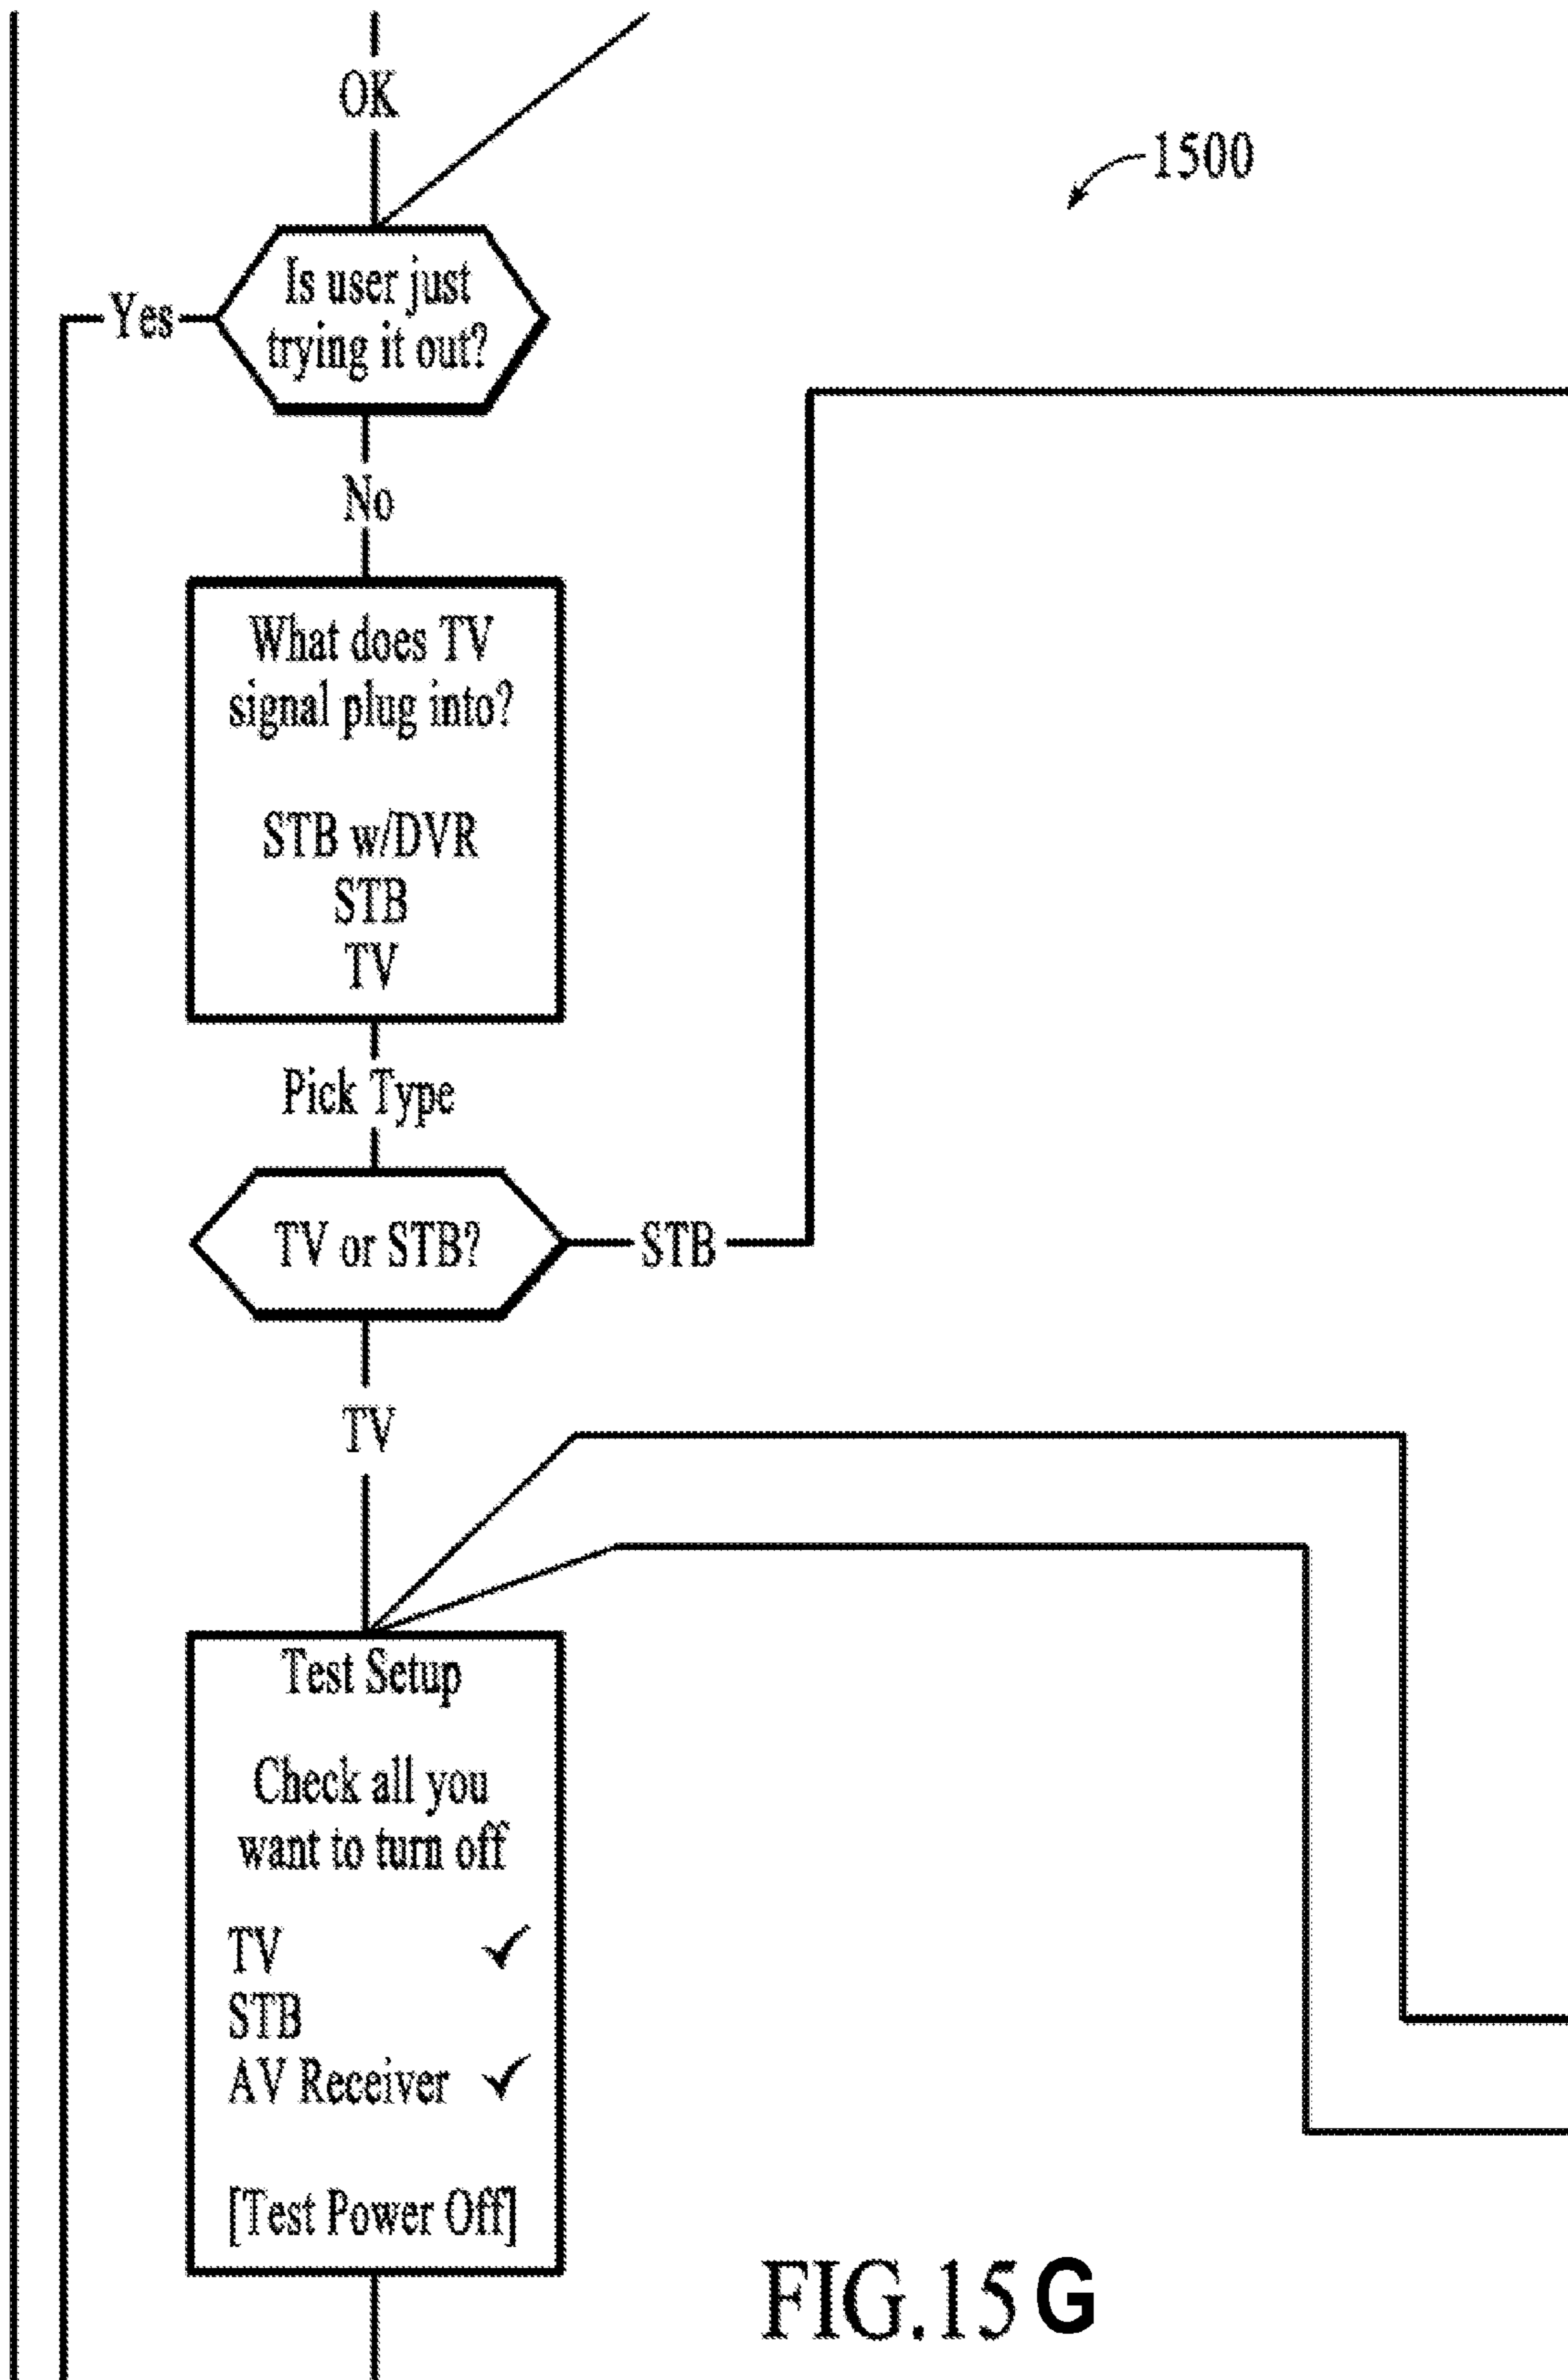 OK
1500
Is user just
trying it out?
Yes
No
What does TV
signal plug into?
STB w/DVR
STB
TV
Pick Type
TV or STB?
STB
TV
Test Setup
Check all you
want to turn off
TV ✓
STB
AV Receiver ✓
[Test Power Off]
FIG.15 G